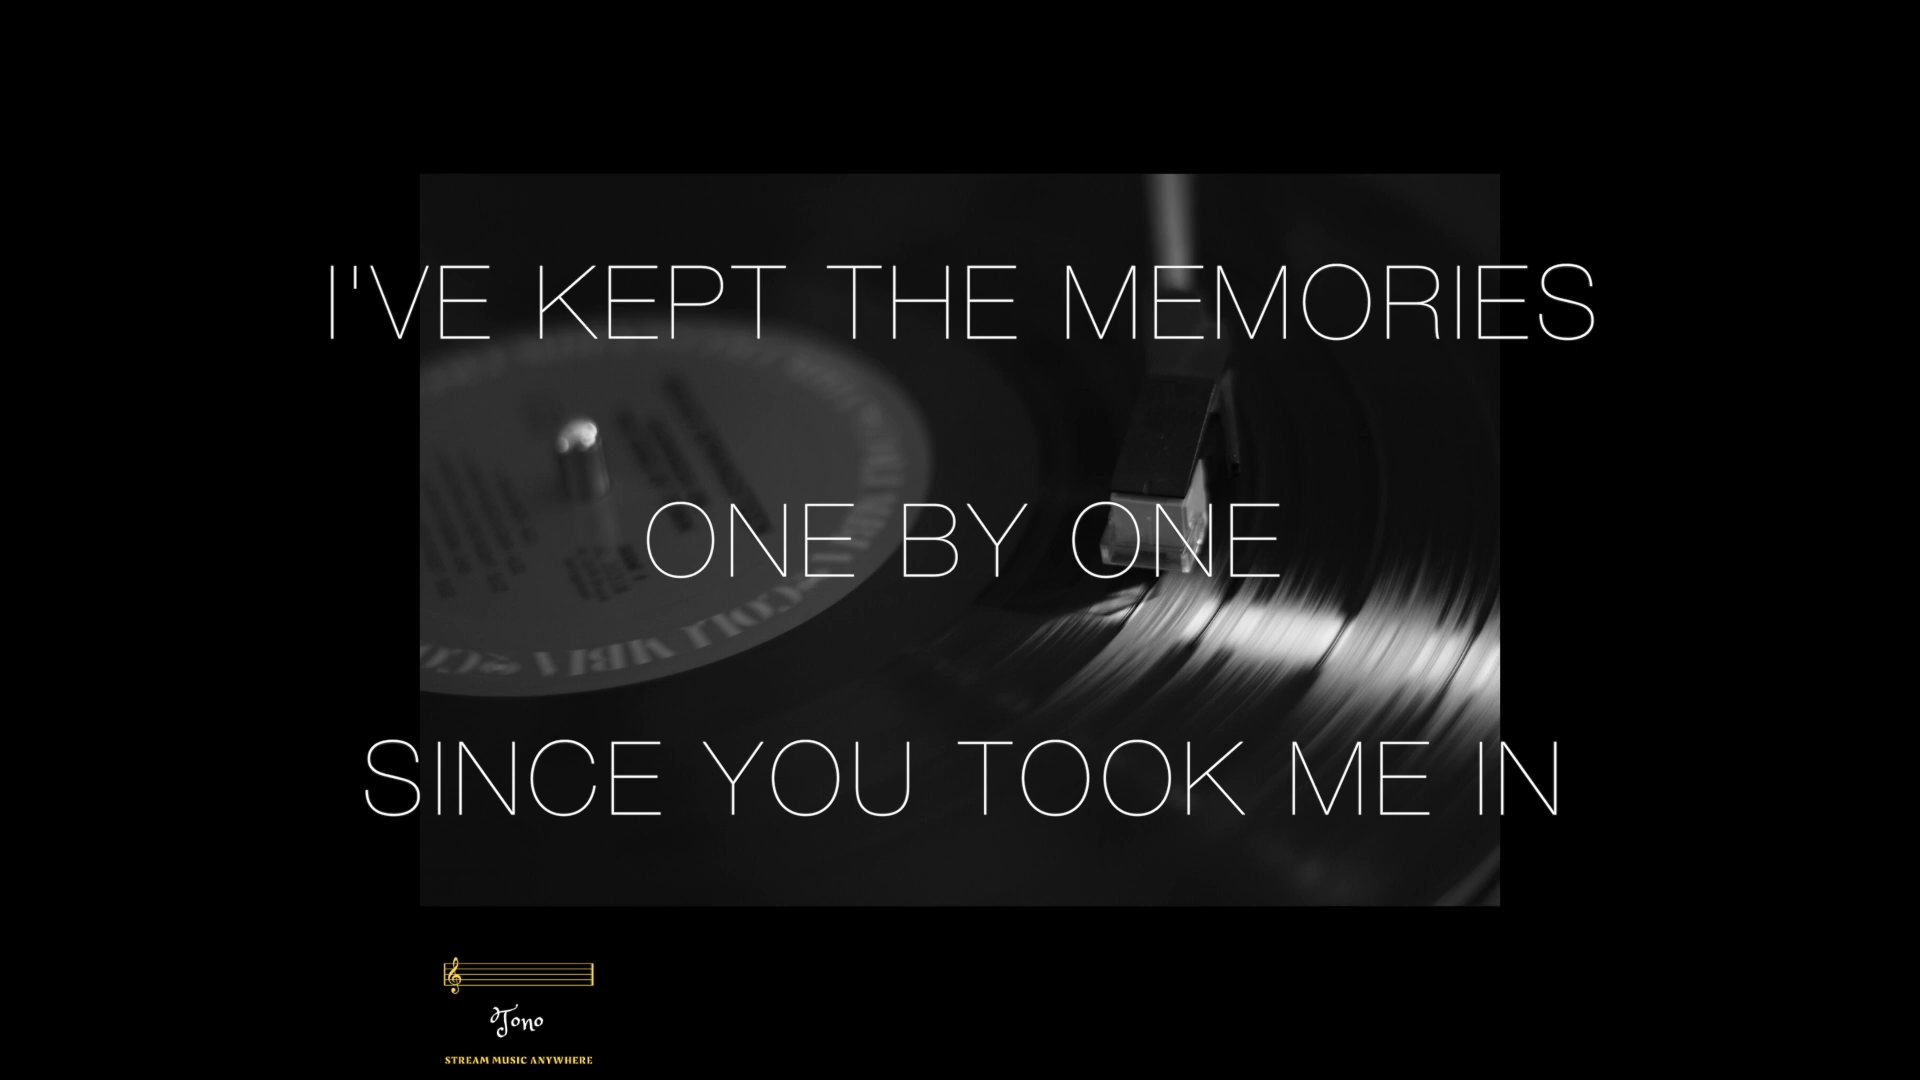 I'VE KEPT THE MEMORIES
ONE BY ONE
SINCE YOU TOOK ME IN
Tono
STREAM MUSIC ANYWHERE